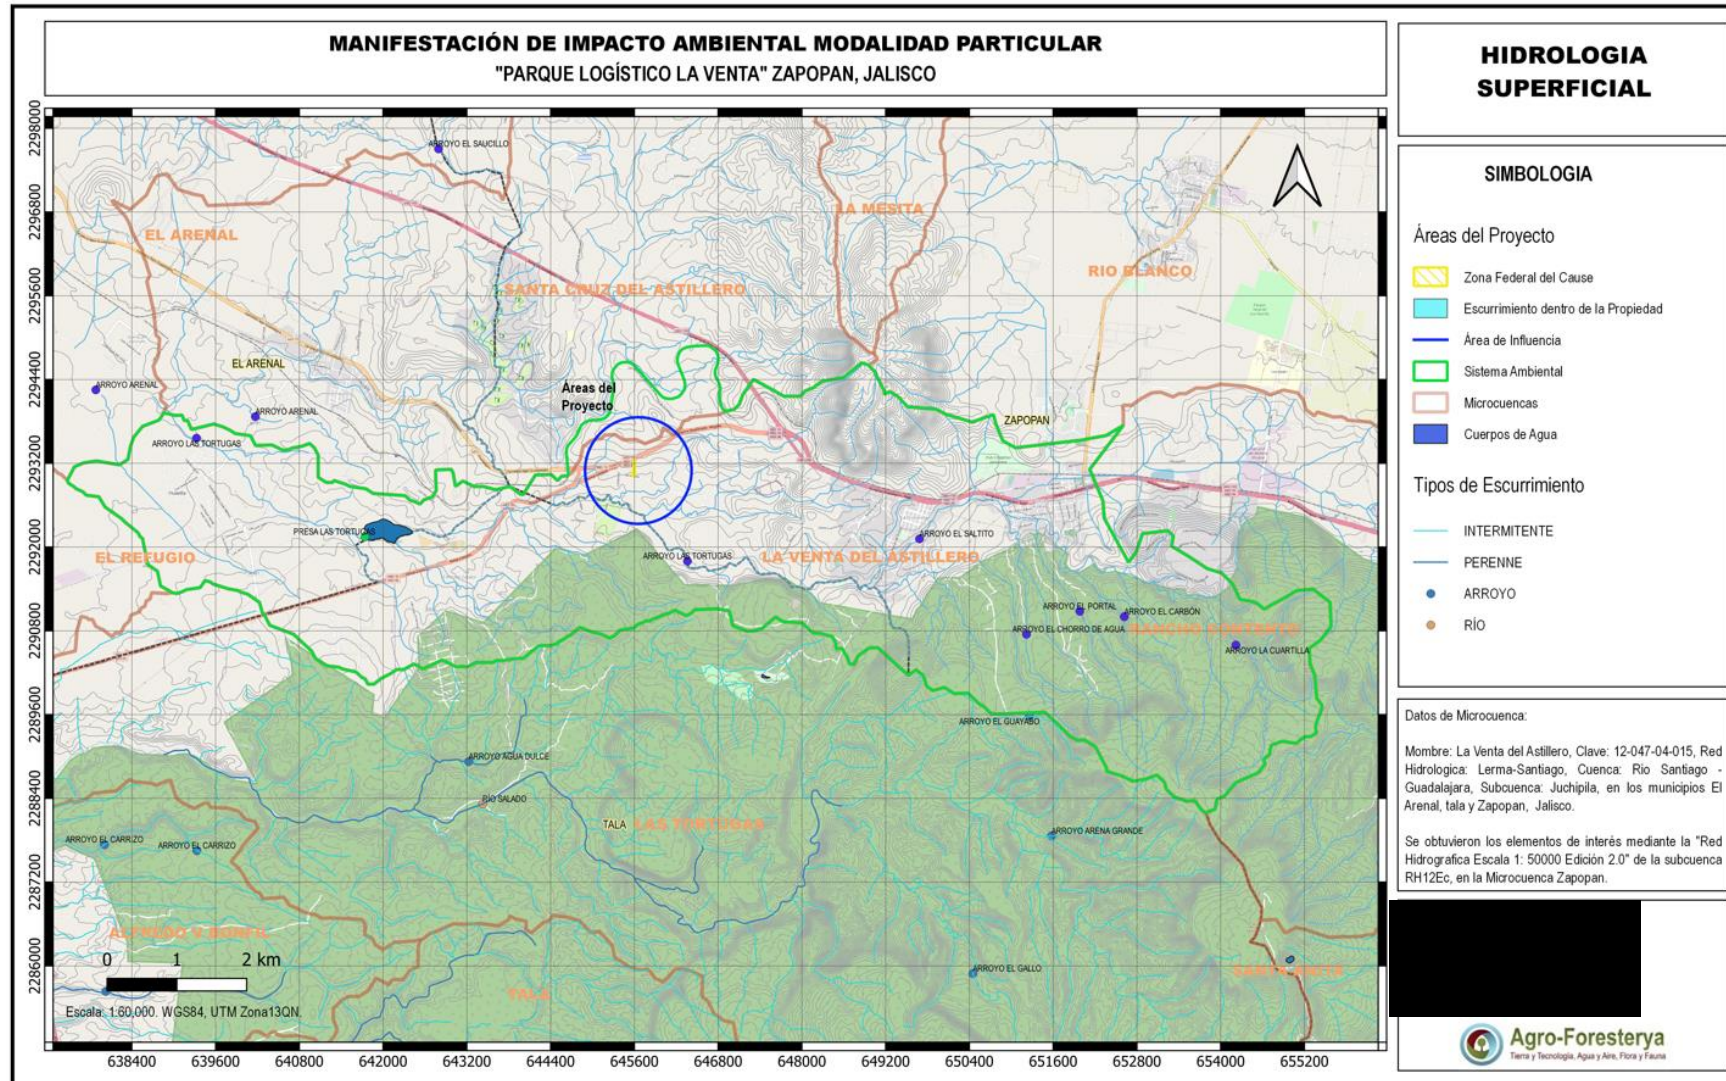 MANIFESTACIÓN DE IMPACTO AMBIENTAL MODALIDAD PARTICULAR
"PARQUE LOGÍSTICO LA VENTA" ZAPOPAN, JALISCO
HIDROLOGIA
SUPERFICIAL
2298000
2296800
2295600
2294400
2293200
2292000
2290800
2289600
2288400
2287200
2286000
ARROYO EL SAUCILLO
LA MESITA
EL ARENAL
RIO BLANCO
SANTA CRUZ DEL ASTILLERO
EL ARENAL
ARROYO ARENAL
Áreas del
Proyecto
ARROYO ARENAL
ZAPOPAN
ARROYO LAS TORTUGAS
PRESA LAS TORTUGAS
ARROYO EL SALTITO
EL REFUGIO
ARROYO LAS TORTUGAS
LA VENTA DEL ASTILLERO
ARROYO EL PORTAL
ARROYO EL CARBÓN
ARROYO EL CHORRO DE AGUA
RANCHO CONTENTO
ARROYO LA CUARTILLA
ARROYO EL GUAYABO
ARROYO AGUA DULCE
RÍO SALADO
TALA
LAS TORTUGAS
ARROYO ARENA GRANDE
ARROYO EL CARRIZO
ARROYO EL CARRIZO
ALFREDO V BONFIL
ARROYO EL GALLO
SANTA ANITA
TALA
0 1 2 km
Escala: 1:60,000. WGS84, UTM Zona13QN.
638400 639600 640800 642000 643200 644400 645600 646800 648000 649200 650400 651600 652800 654000 655200
SIMBOLOGIA
Áreas del Proyecto
Zona Federal del Cause
Escurrimiento dentro de la Propiedad
Área de Influencia
Sistema Ambiental
Microcuencas
Cuerpos de Agua
Tipos de Escurrimiento
INTERMITENTE
PERENNE
ARROYO
RÍO
Datos de Microcuenca:
Mombre: La Venta del Astillero, Clave: 12-047-04-015, Red
Hidrologica: Lerma-Santiago, Cuenca: Rio Santiago -
Guadalajara, Subcuenca: Juchipila, en los municipios El
Arenal, tala y Zapopan, Jalisco.
Se obtuvieron los elementos de interés mediante la "Red
Hidrografica Escala 1: 50000 Edición 2.0" de la subcuenca
RH12Ec, en la Microcuenca Zapopan.
Agro-Foresterya
Tierra y Tecnología, Agua y Aire, Flora y Fauna